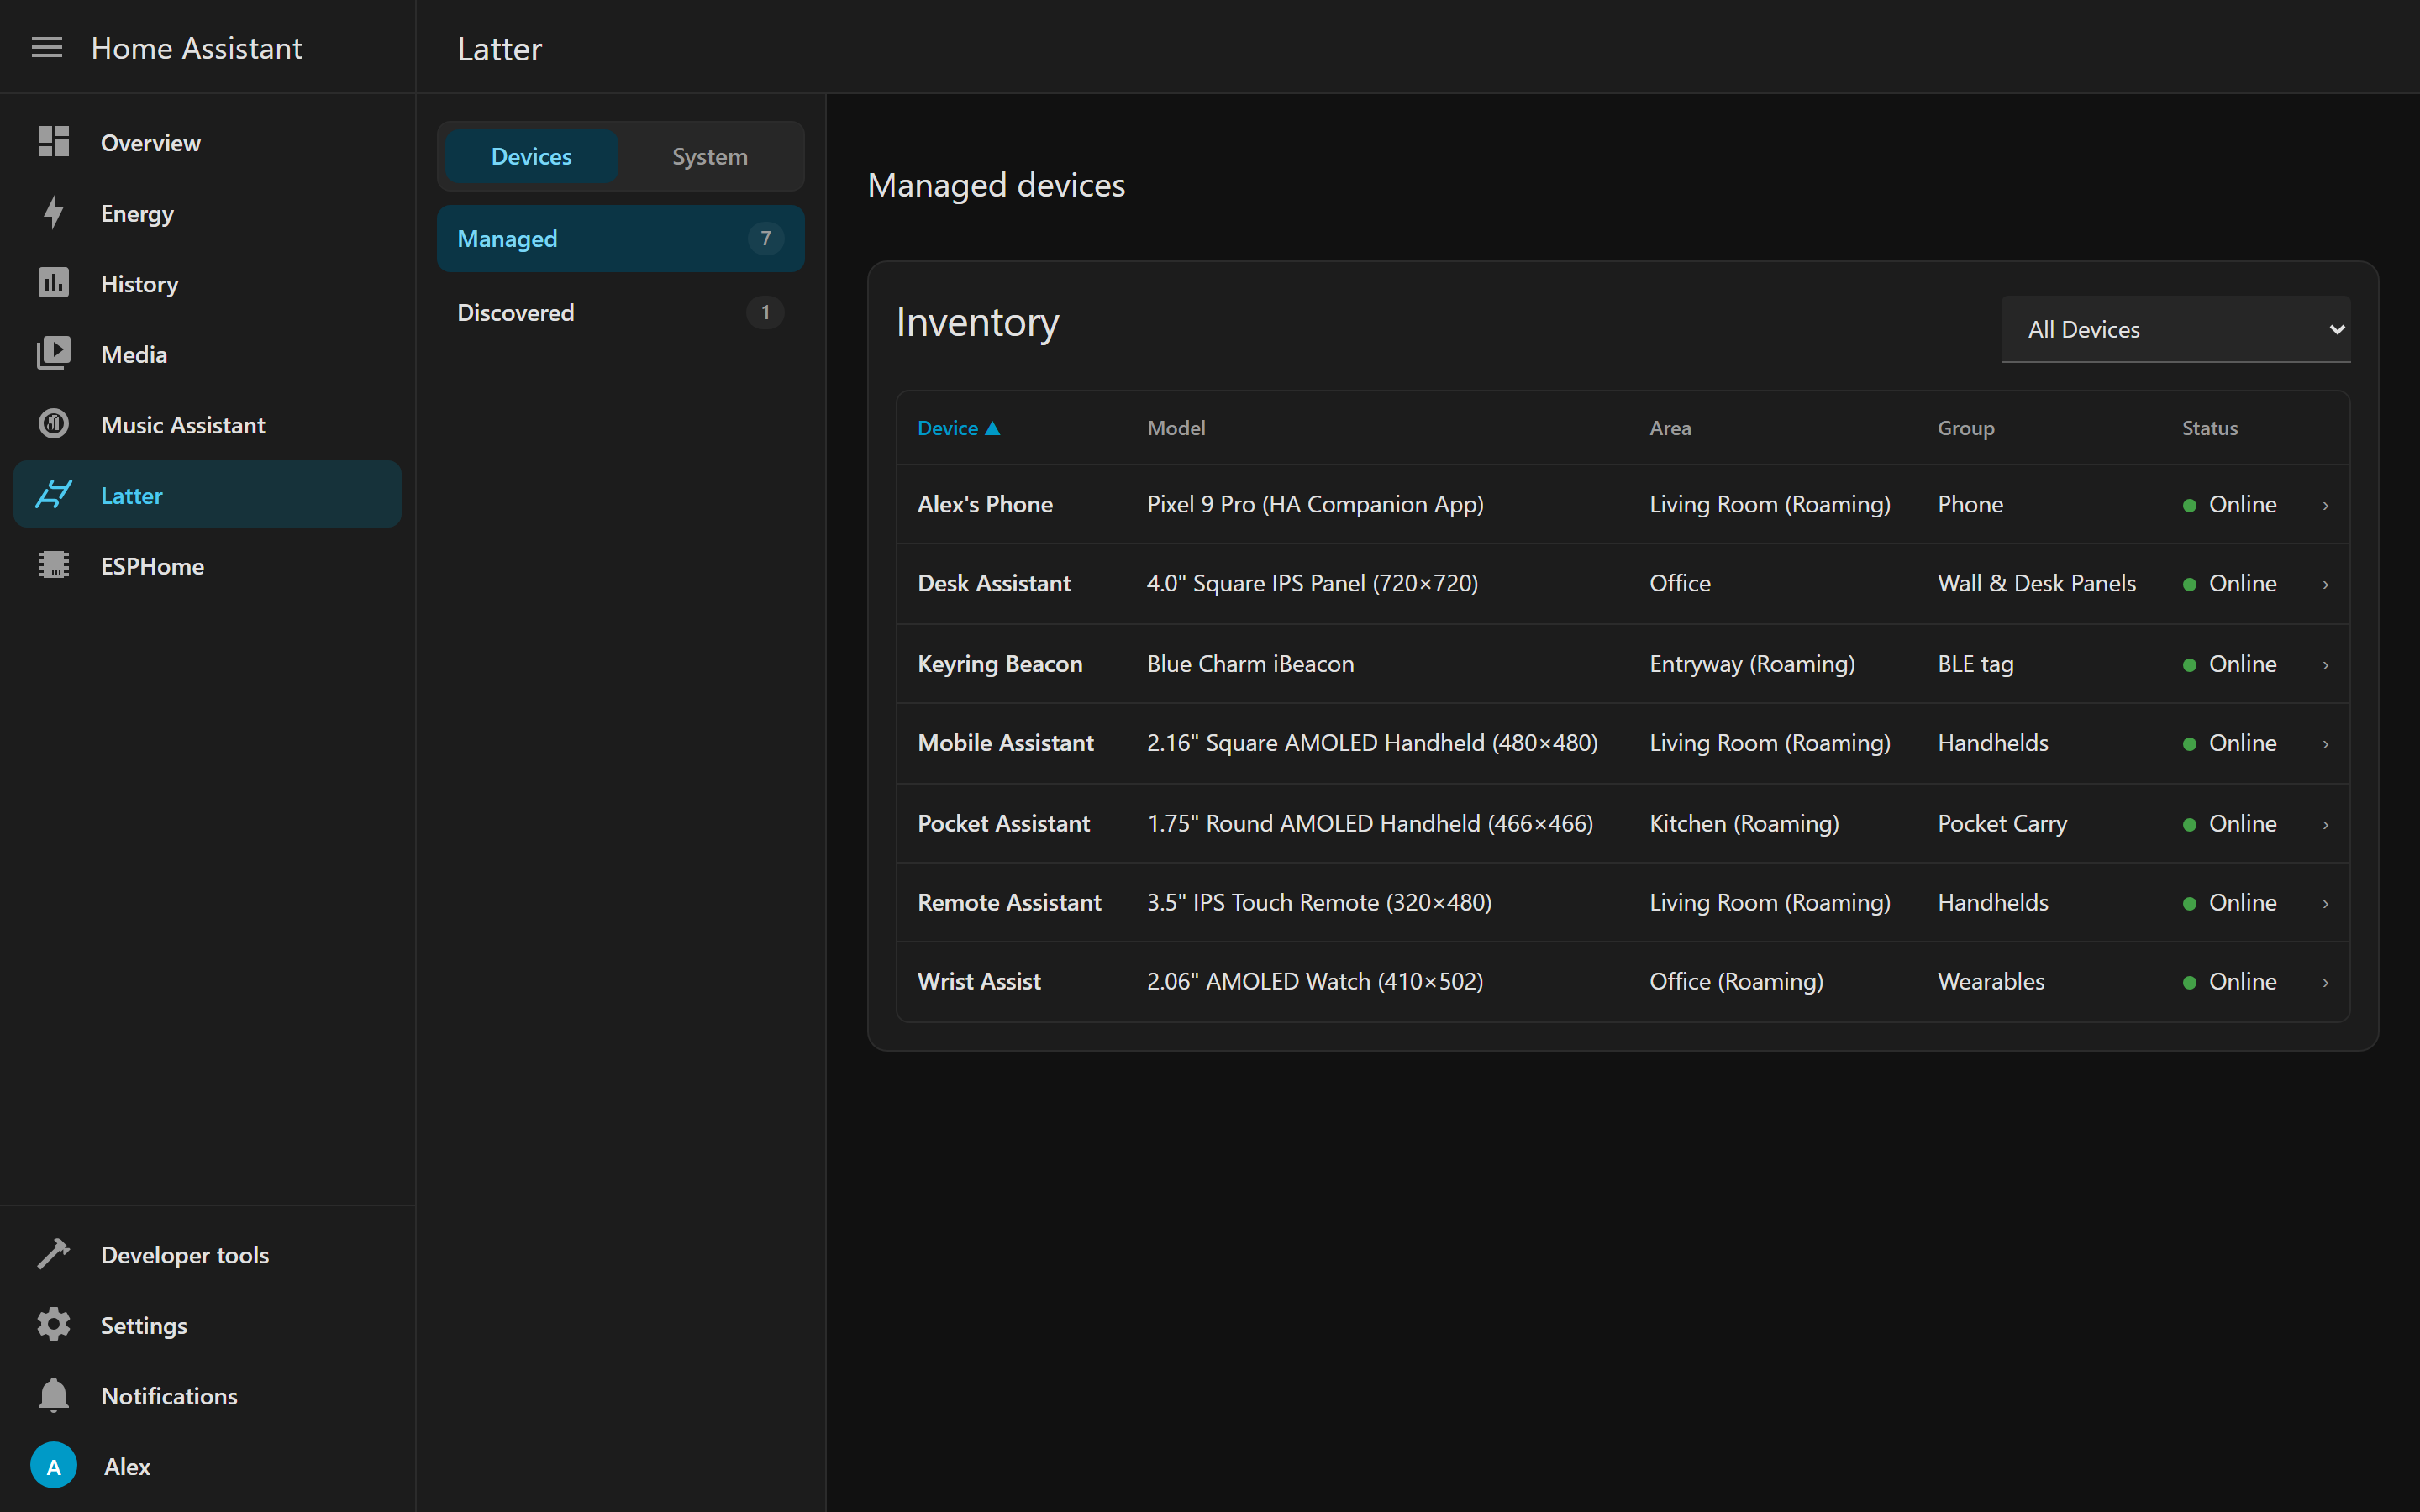 Home Assistant
Latter
Overview
Energy
History
Media
Music Assistant
Latter
ESPHome
Developer tools
Settings
Notifications
A Alex
Devices System
Managed 7
Discovered 1
Managed devices
Inventory
All Devices
Device ▲ Model Area Group Status
Alex's Phone Pixel 9 Pro (HA Companion App) Living Room (Roaming) Phone Online ›
Desk Assistant 4.0" Square IPS Panel (720×720) Office Wall & Desk Panels Online ›
Keyring Beacon Blue Charm iBeacon Entryway (Roaming) BLE tag Online ›
Mobile Assistant 2.16" Square AMOLED Handheld (480×480) Living Room (Roaming) Handhelds Online ›
Pocket Assistant 1.75" Round AMOLED Handheld (466×466) Kitchen (Roaming) Pocket Carry Online ›
Remote Assistant 3.5" IPS Touch Remote (320×480) Living Room (Roaming) Handhelds Online ›
Wrist Assist 2.06" AMOLED Watch (410×502) Office (Roaming) Wearables Online ›